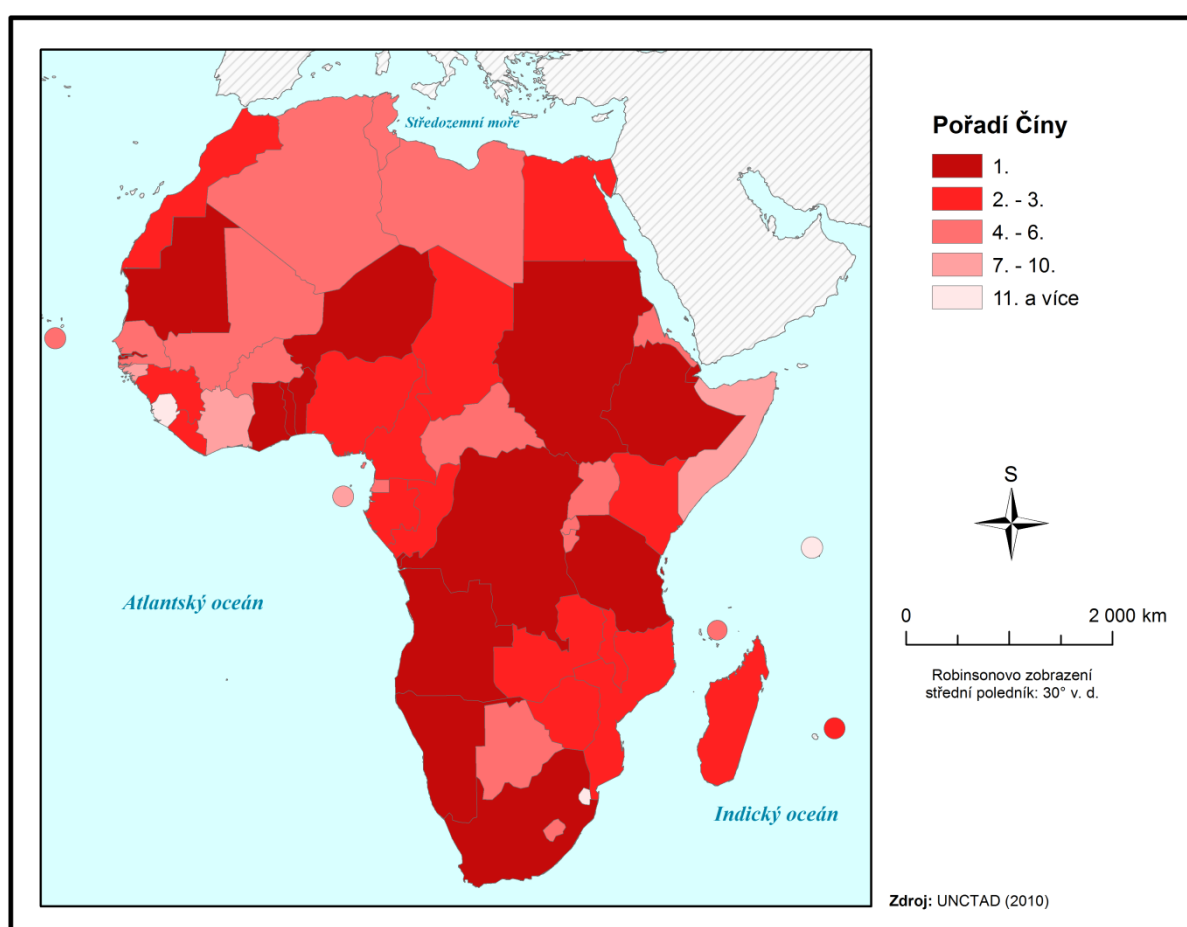 Středozemní moře
Atlantský oceán
Indický oceán
Pořadí Číny
1.
2. - 3.
4. - 6.
7. - 10.
11. a více
S
0 2 000 km
Robinsonovo zobrazení
střední poledník: 30° v. d.
Zdroj: UNCTAD (2010)